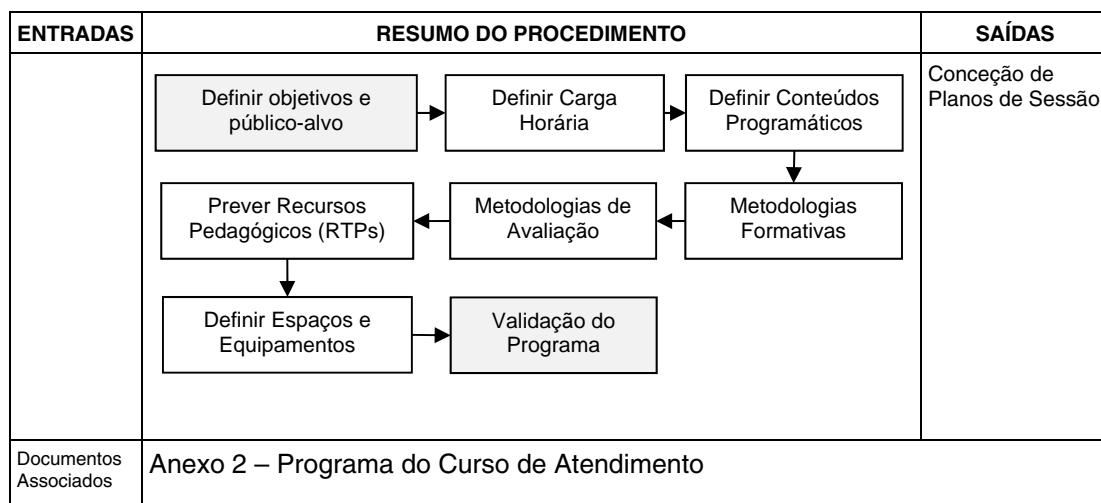 ENTRADAS
RESUMO DO PROCEDIMENTO
SAÍDAS
Definir objetivos e
público-alvo
Definir Carga
Horária
Definir Conteúdos
Programáticos
Conceção de
Planos de Sessão
Prever Recursos
Pedagógicos (RTPs)
Metodologias de
Avaliação
Metodologias
Formativas
Definir Espaços e
Equipamentos
Validação do
Programa
Documentos
Associados
Anexo 2 – Programa do Curso de Atendimento